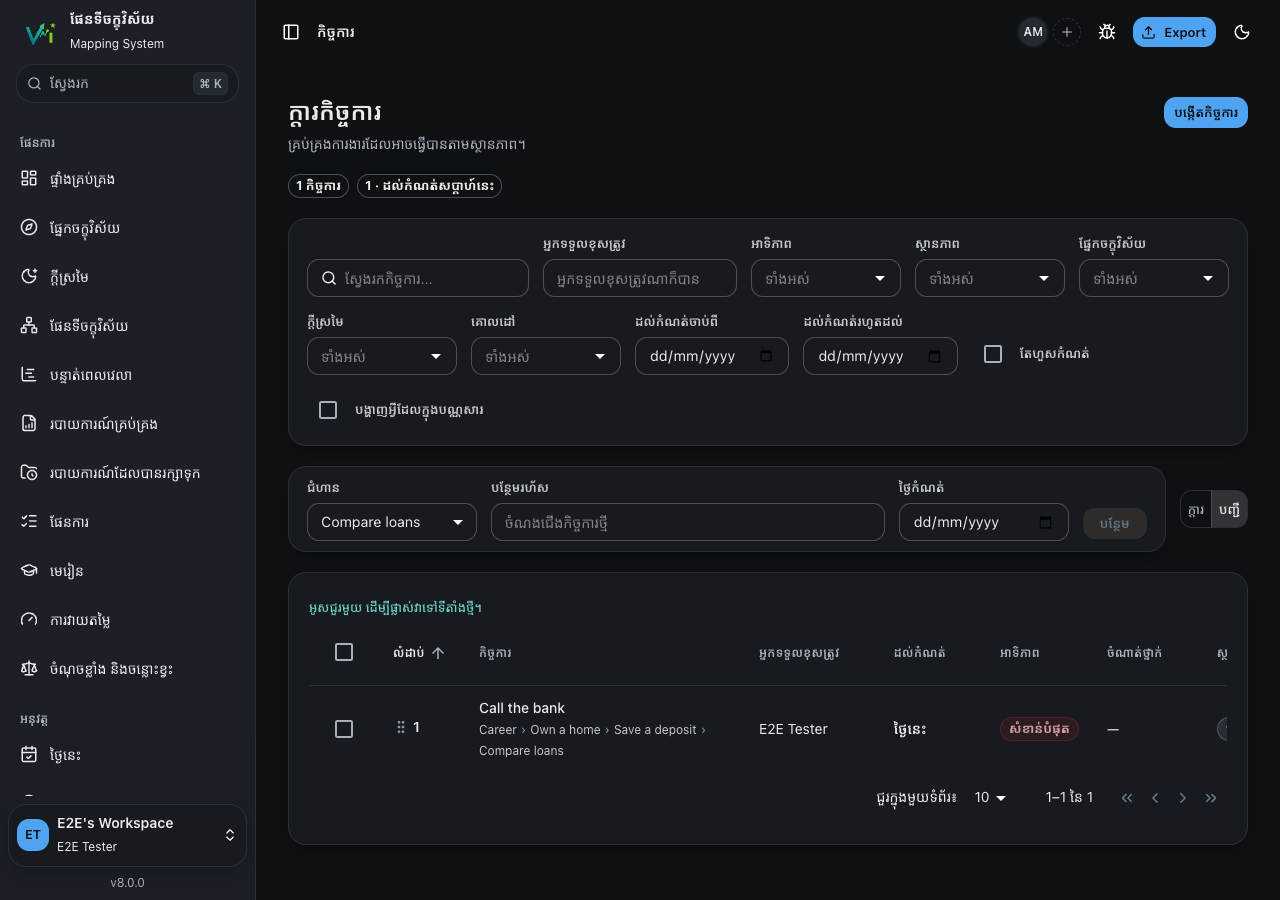 ផែនទីចក្ខុវិស័យ
Mapping System
ស្វែងរក
⌘ K
ផែនការ
ផ្ទាំងគ្រប់គ្រង
ផ្នែកចក្ខុវិស័យ
ក្តីស្រមៃ
ផែនទីចក្ខុវិស័យ
បន្ទាត់ពេលវេលា
របាយការណ៍គ្រប់គ្រង
របាយការណ៍ដែលបានរក្សាទុក
ផែនការ
មេរៀន
ការវាយតម្លៃ
ចំណុចខ្លាំង និងចន្លោះខ្វះ
អនុវត្ត
ថ្ងៃនេះ
ET
E2E's Workspace
E2E Tester
v8.0.0
កិច្ចការ
AM
Export
ក្តារកិច្ចការ
បង្កើតកិច្ចការ
គ្រប់គ្រងការងារដែលអាចធ្វើបានតាមស្ថានភាព។
1 កិច្ចការ
1 · ដល់កំណត់សប្តាហ៍នេះ
អ្នកទទួលខុសត្រូវ
អាទិភាព
ស្ថានភាព
ផ្នែកចក្ខុវិស័យ
ស្វែងរកកិច្ចការ...
អ្នកទទួលខុសត្រូវណាក៏បាន
ទាំងអស់
ទាំងអស់
ទាំងអស់
ក្តីស្រមៃ
គោលដៅ
ដល់កំណត់ចាប់ពី
ដល់កំណត់រហូតដល់
ទាំងអស់
ទាំងអស់
dd/mm/yyyy
dd/mm/yyyy
តែហួសកំណត់
បង្ហាញអ្វីដែលក្នុងបណ្ណសារ
ជំហាន
បន្ថែមរហ័ស
ថ្ងៃកំណត់
Compare loans
ចំណងជើងកិច្ចការថ្មី
dd/mm/yyyy
បន្ថែម
ក្តារ
បញ្ជី
អូសជួរមួយ ដើម្បីផ្លាស់វាទៅទីតាំងថ្មី។
លំដាប់
កិច្ចការ
អ្នកទទួលខុសត្រូវ
ដល់កំណត់
អាទិភាព
ចំណាត់ថ្នាក់
ស្ថ
1
Call the bank
Career › Own a home › Save a deposit ›
Compare loans
E2E Tester
ថ្ងៃនេះ
សំខាន់បំផុត
—
ជួរក្នុងមួយទំព័រ៖
10
1–1 នៃ 1